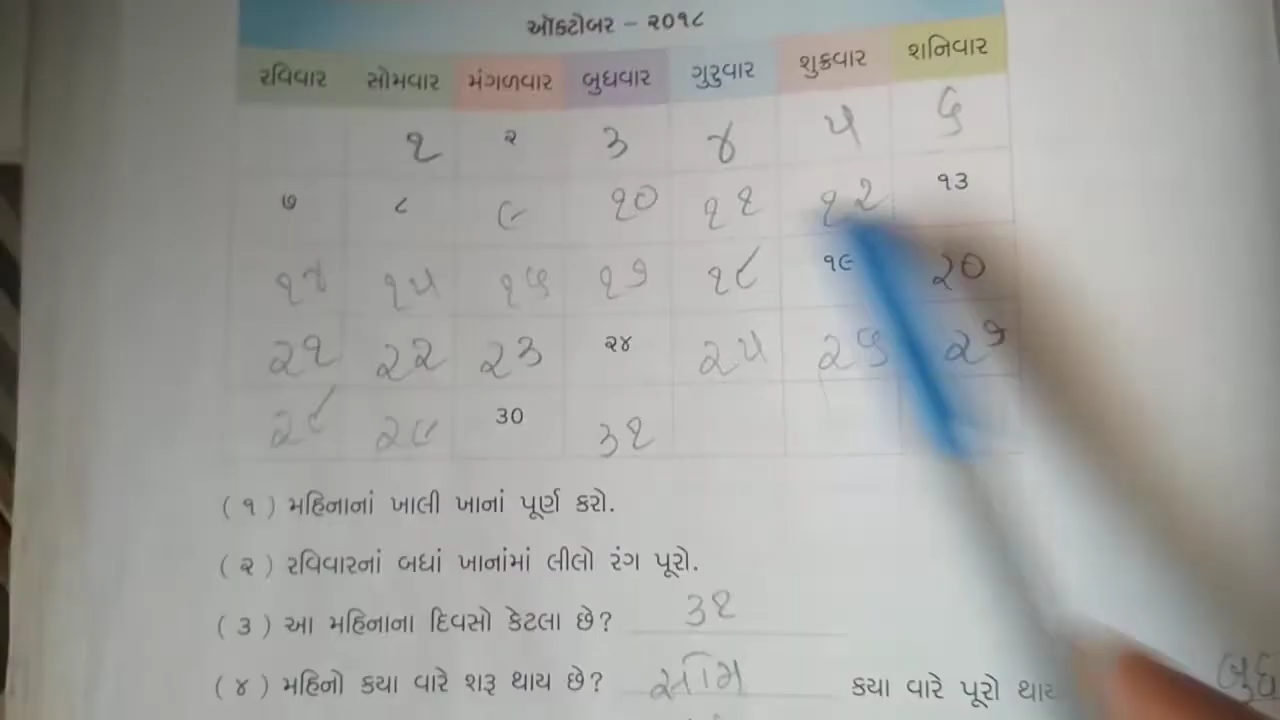 ઑક્ટોબર – ૨૦૧૮
રવિવાર સોમવાર મંગળવાર બુધવાર ગુરુવાર શુક્રવાર શનિવાર
૧ ૨ ૩ ૪ ૫ ૬
૭ ૮ ૯ ૧૦ ૧૧ ૧૨ ૧૩
૧૪ ૧૫ ૧૬ ૧૭ ૧૮ ૧૯ ૨૦
૨૧ ૨૨ ૨૩ ૨૪ ૨૫ ૨૬ ૨૭
૨૮ ૨૯ ૩૦ ૩૧
(૧) મહિનાનાં ખાલી ખાનાં પૂર્ણ કરો.
(૨) રવિવારનાં બધાં ખાનાંમાં લીલો રંગ પૂરો.
(૩) આ મહિનાના દિવસો કેટલા છે? ૩૧
(૪) મહિનો કયા વારે શરૂ થાય છે? સોમ કયા વારે પૂરો થાય બુધ